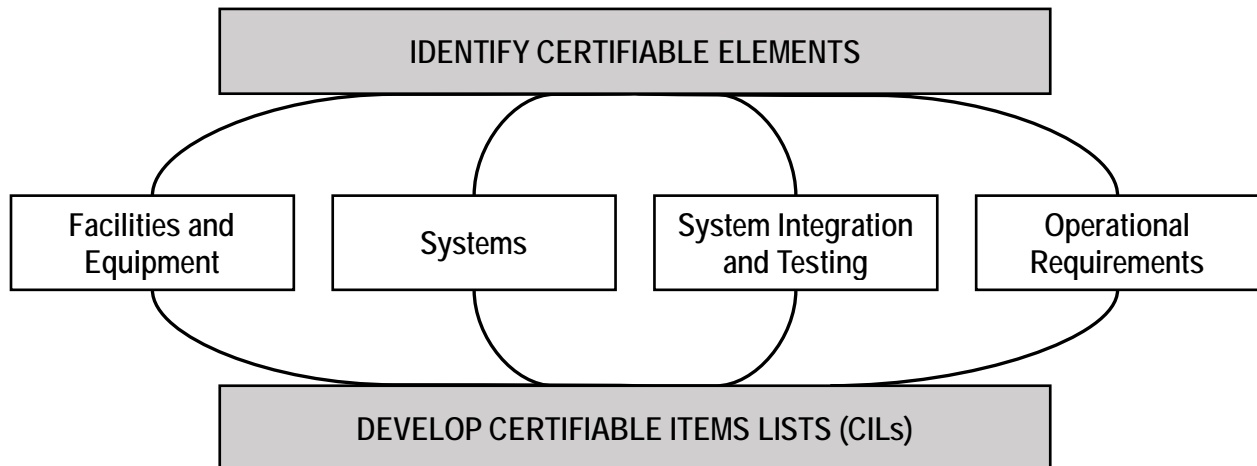 IDENTIFY CERTIFIABLE ELEMENTS
Facilities and
Equipment
Systems
System Integration
and Testing
Operational
Requirements
DEVELOP CERTIFIABLE ITEMS LISTS (CILs)